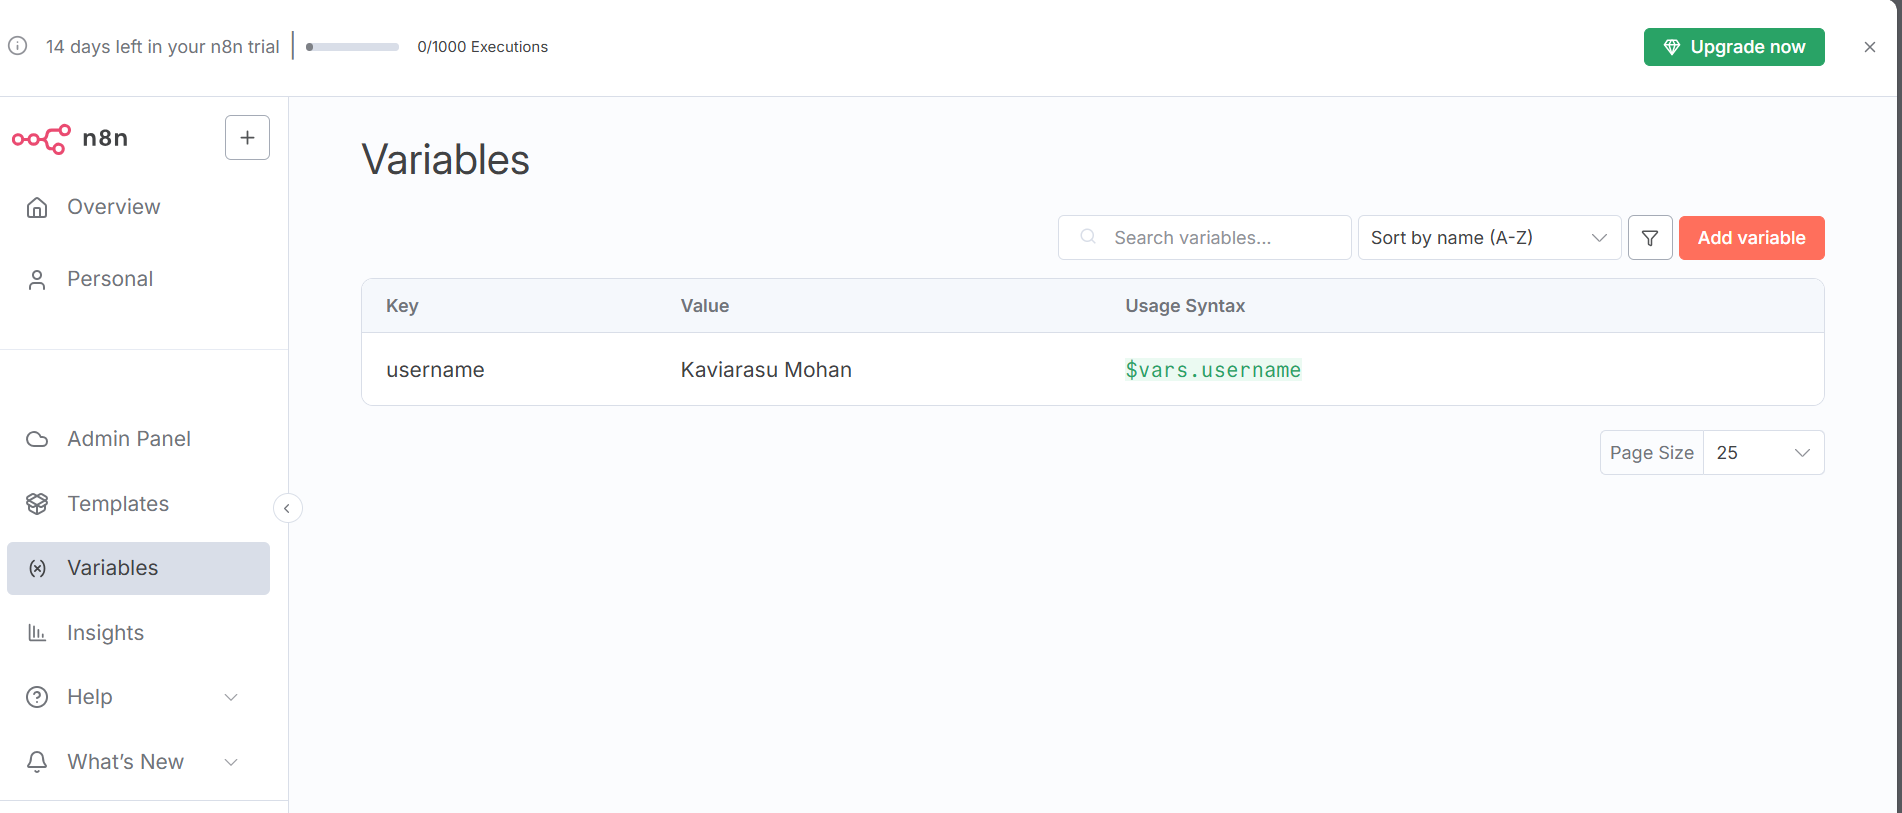 14 days left in your n8n trial
0/1000 Executions
Upgrade now
n8n
Overview
Personal
Admin Panel
Templates
Variables
Insights
Help
What’s New
Variables
Search variables...
Sort by name (A-Z)
Add variable
Key Value Usage Syntax
username Kaviarasu Mohan $vars.username
Page Size 25